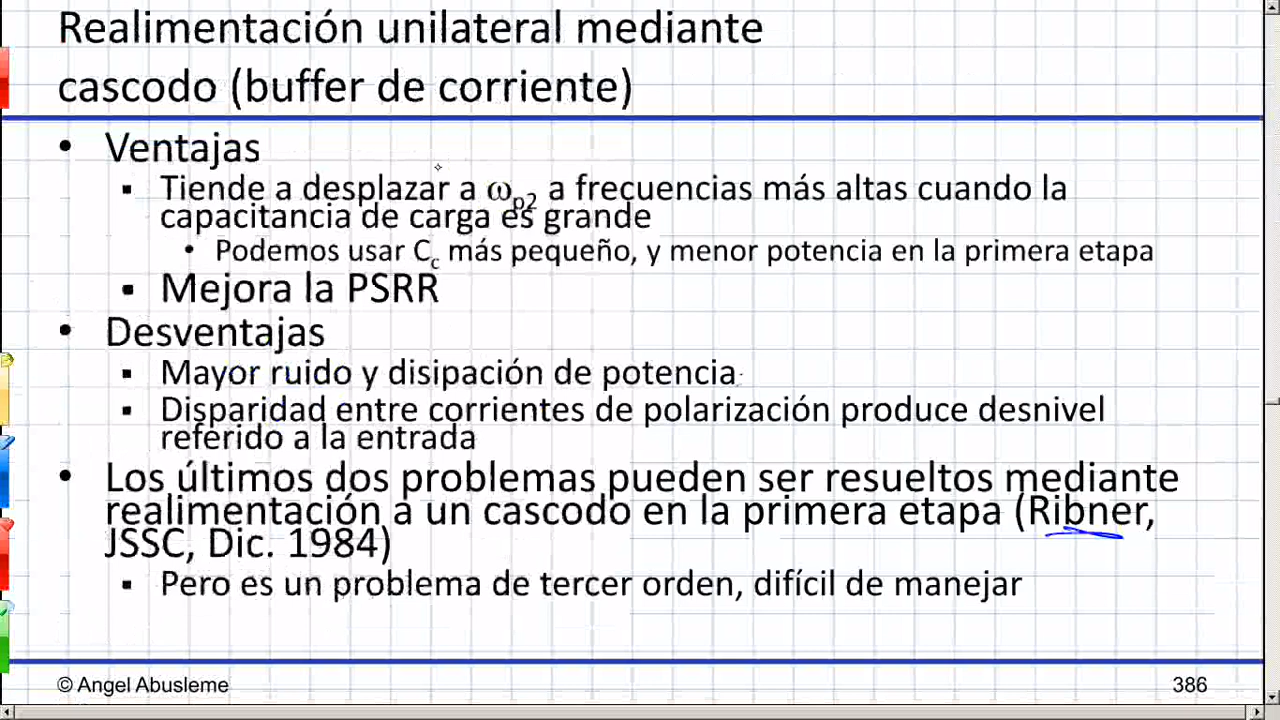 Realimentación unilateral mediante
cascodo (buffer de corriente)
• Ventajas
▪ Tiende a desplazar a ωp2 a frecuencias más altas cuando la
capacitancia de carga es grande
• Podemos usar Cc más pequeño, y menor potencia en la primera etapa
▪ Mejora la PSRR
• Desventajas
▪ Mayor ruido y disipación de potencia
▪ Disparidad entre corrientes de polarización produce desnivel
referido a la entrada
• Los últimos dos problemas pueden ser resueltos mediante
realimentación a un cascodo en la primera etapa (Ribner,
JSSC, Dic. 1984)
▪ Pero es un problema de tercer orden, difícil de manejar
© Angel Abusleme
386